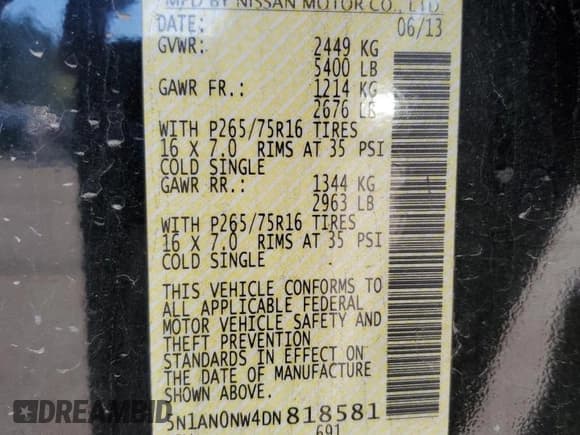 MFD BY NISSAN MOTOR CO., LTD
DATE: 06/13
GVWR: 2449 KG
5400 LB
GAWR FR.: 1214 KG
2676 LB
WITH P265/75R16 TIRES
16 X 7.0 RIMS AT 35 PSI
COLD SINGLE
GAWR RR.: 1344 KG
2963 LB
WITH P265/75R16 TIRES
16 X 7.0 RIMS AT 35 PSI
COLD SINGLE
THIS VEHICLE CONFORMS TO
ALL APPLICABLE FEDERAL
MOTOR VEHICLE SAFETY AND
THEFT PREVENTION
STANDARDS IN EFFECT ON
THE DATE OF MANUFACTURE
SHOWN ABOVE.
5N1AN0NW4DN818581
691
DREAMBID